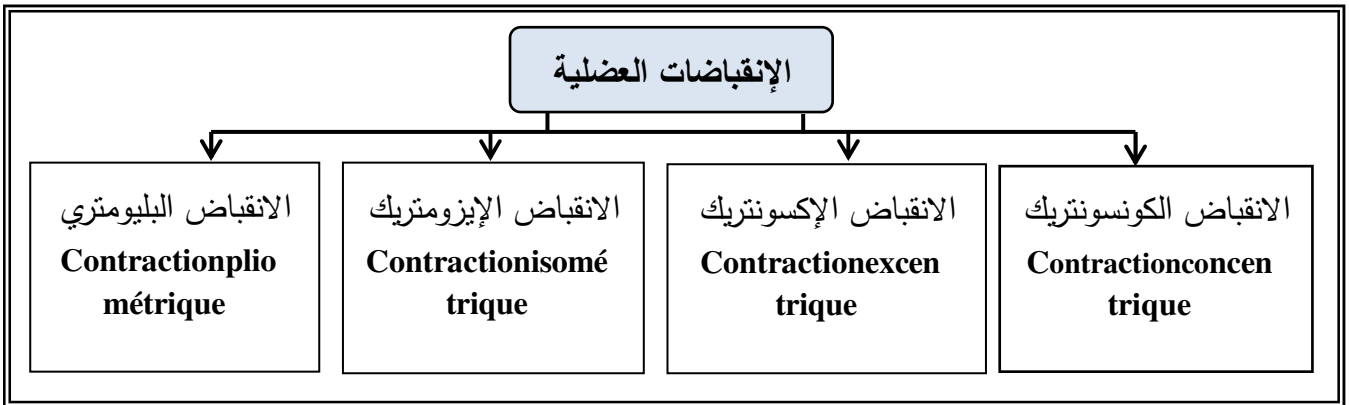 الإنقباضات العضلية
الانقباض الكونسونتريك
Contractionconcen
trique
الانقباض الإكسونتريك
Contractionexcen
trique
الانقباض الإيزومتريك
Contractionisomé
trique
الانقباض البليومتري
Contractionplio
métrique